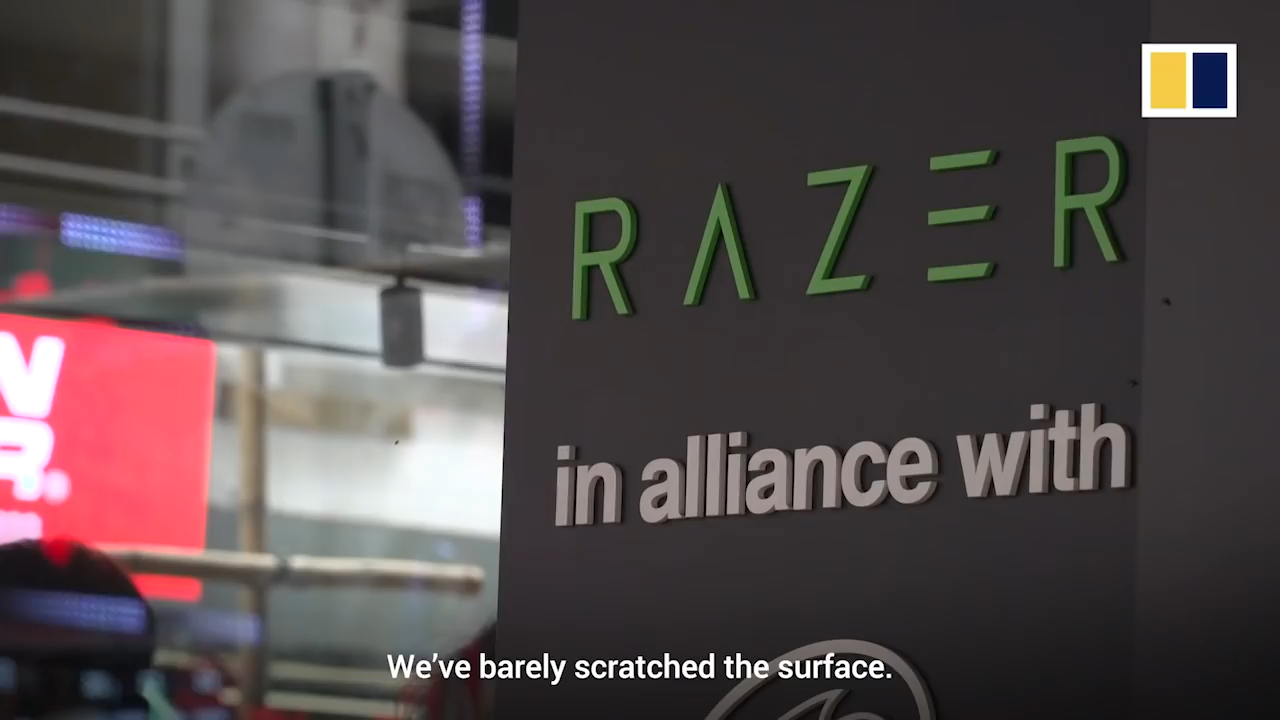 RAZER
in alliance with
N
R.
We've barely scratched the surface.